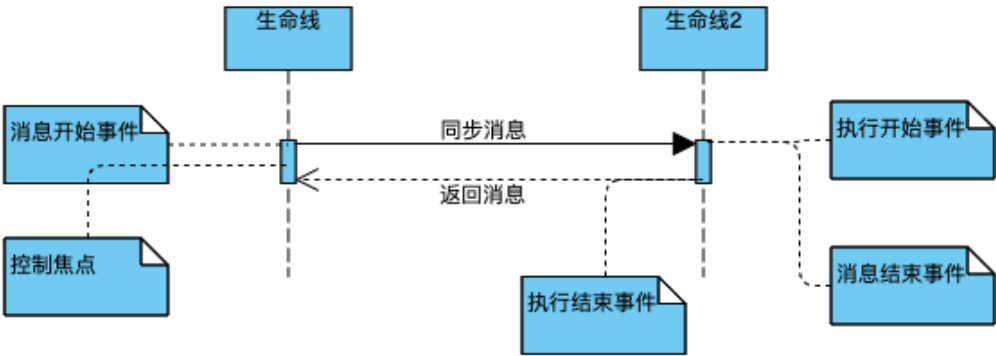 生命线
生命线2
消息开始事件
同步消息
执行开始事件
返回消息
控制焦点
执行结束事件
消息结束事件